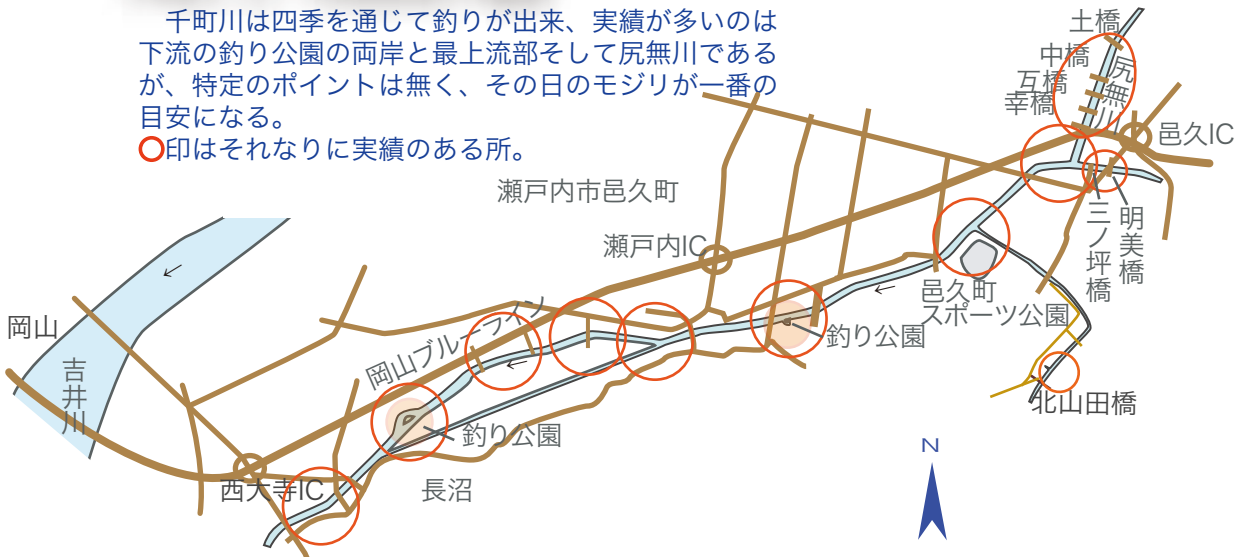 千町川は四季を通じて釣りが出来、実績が多いのは
下流の釣り公園の両岸と最上流部そして尻無川である
が、特定のポイントは無く、その日のモジリが一番の
目安になる。
○印はそれなりに実績のある所。
土橋
中橋
互橋
幸橋
尻無川
邑久IC
瀬戸内市邑久町
三ノ坪橋
明美橋
瀬戸内IC
邑久町
スポーツ公園
岡山ブルーライン
釣り公園
岡山
吉井川
北山田橋
釣り公園
西大寺IC
長沼
N